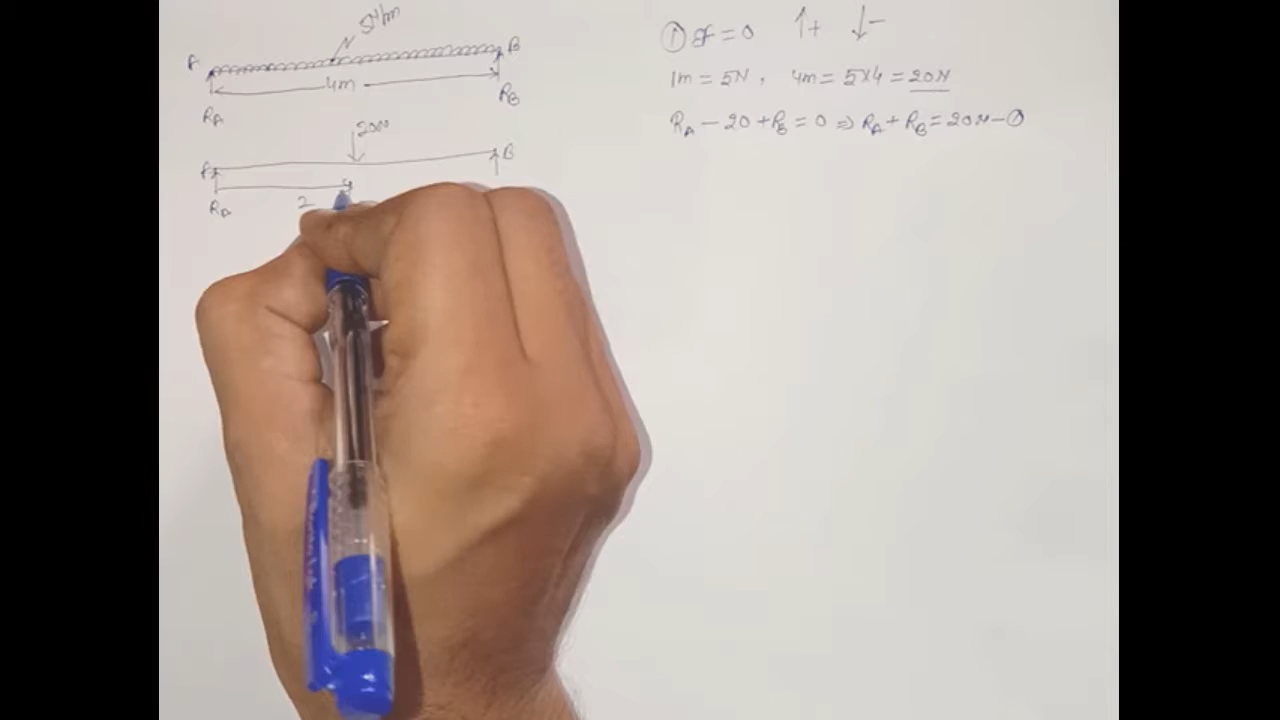 5N/m
A B
4m
RA RB
20N
A B
RA 2
① ΣF = 0 ↑+ ↓-
1m = 5N, 4m = 5×4 = 20N
RA - 20 + RB = 0 ⇒ RA + RB = 20N - ①